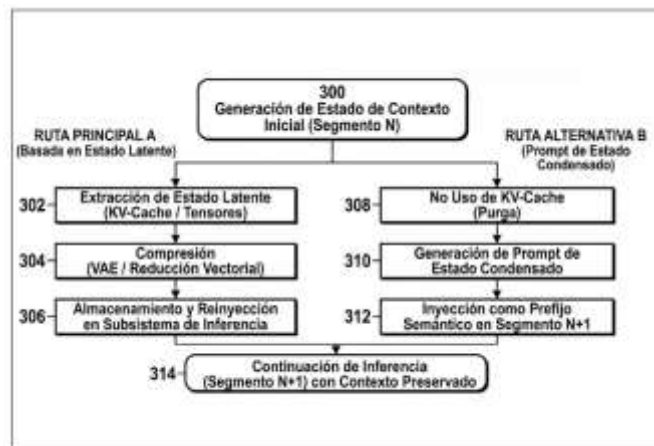 300
Generación de Estado de Contexto
Inicial (Segmento N)
RUTA PRINCIPAL A
(Basada en Estado Latente)
RUTA ALTERNATIVA B
(Prompt de Estado
Condensado)
302
Extracción de Estado Latente
(KV-Cache / Tensores)
304
Compresión
(VAE / Reducción Vectorial)
306
Almacenamiento y Reinyección
en Subsistema de Inferencia
308
No Uso de KV-Cache
(Purga)
310
Generación de Prompt de
Estado Condensado
312
Inyección como Prefijo
Semántico en Segmento N+1
314
Continuación de Inferencia
(Segmento N+1) con Contexto Preservado